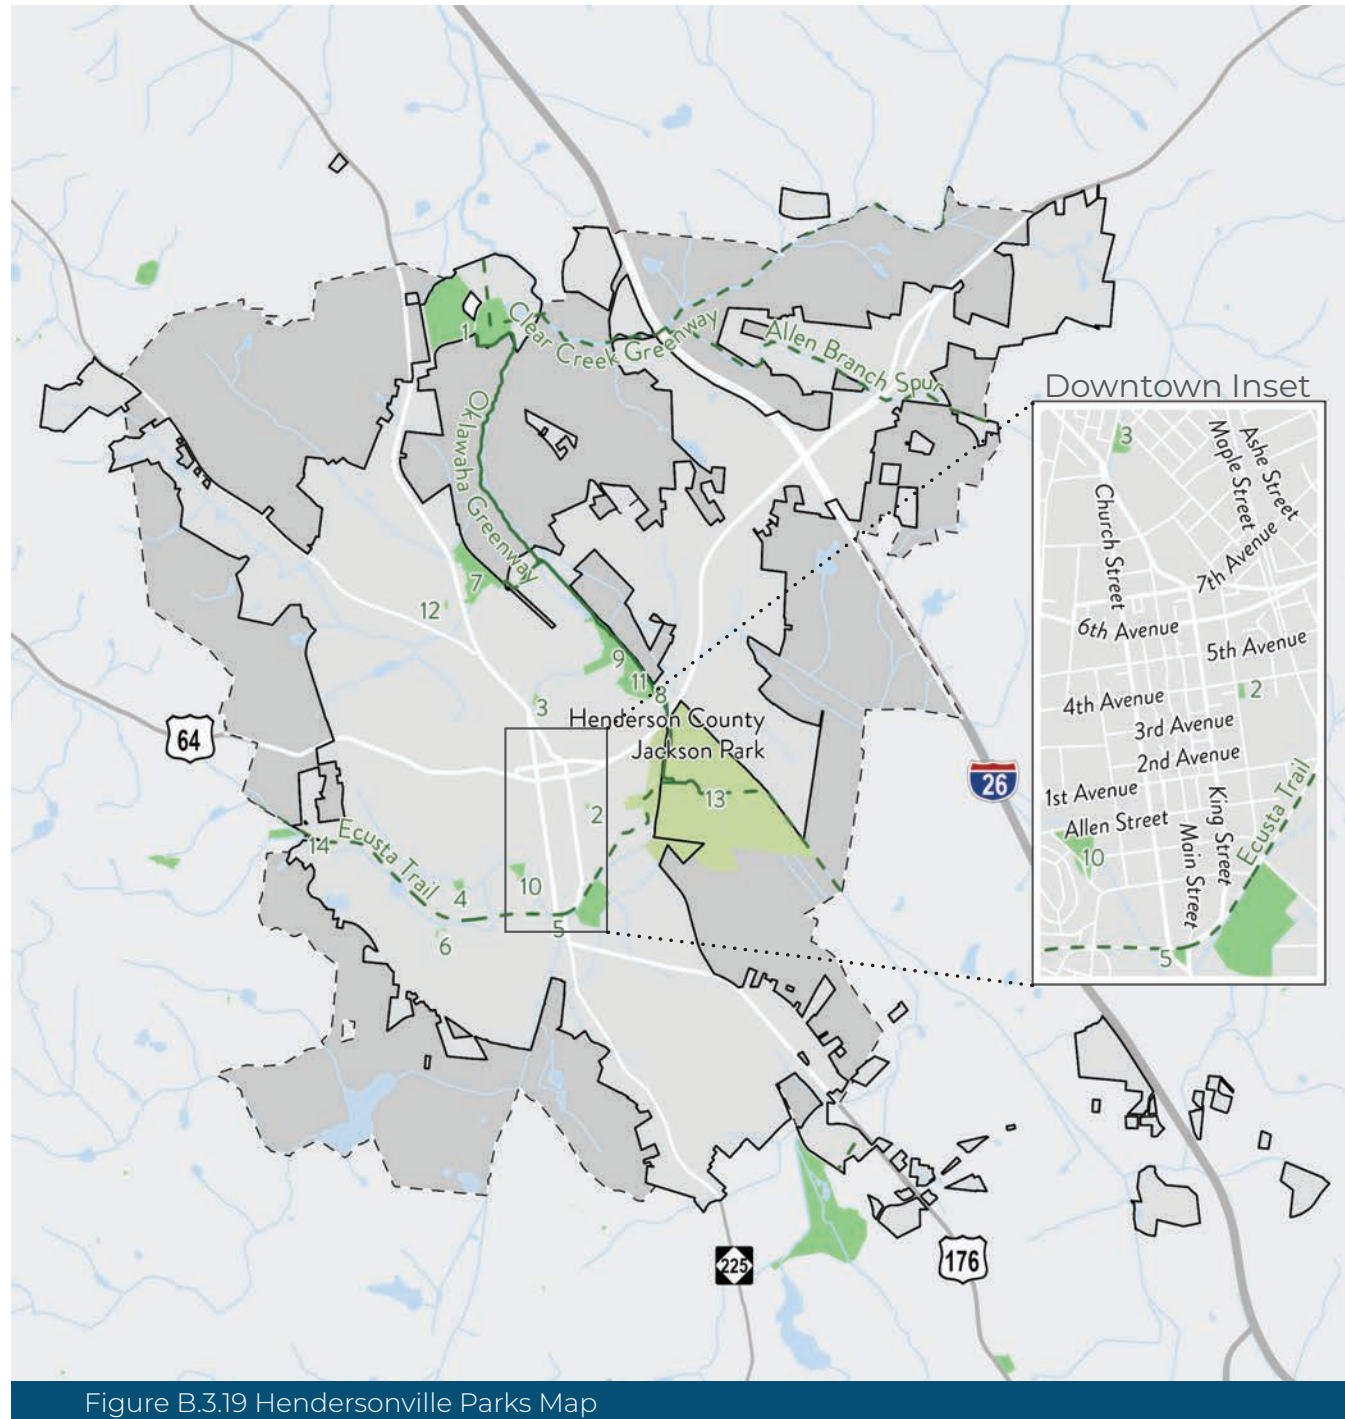 1
Clear Creek Greenway
Allen Branch Spur
Oklawaha Greenway
7
12
9
11
8
3
Henderson County
Jackson Park
64
26
13
2
Ecusta Trail
14
4
10
5
6
225
176
Downtown Inset
3
Ashe Street
Maple Street
Church Street
7th Avenue
6th Avenue
5th Avenue
2
4th Avenue
3rd Avenue
2nd Avenue
1st Avenue
Allen Street
King Street
Main Street
Ecusta Trail
10
5
Figure B.3.19 Hendersonville Parks Map